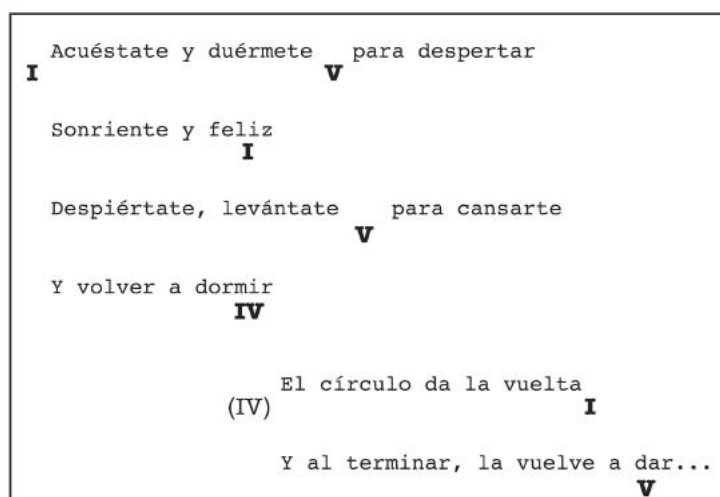 Acuéstate y duérmete para despertar
I V
Sonriente y feliz
I
Despiértate, levántate para cansarte
V
Y volver a dormir
IV
El círculo da la vuelta
(IV) I
Y al terminar, la vuelve a dar...
V